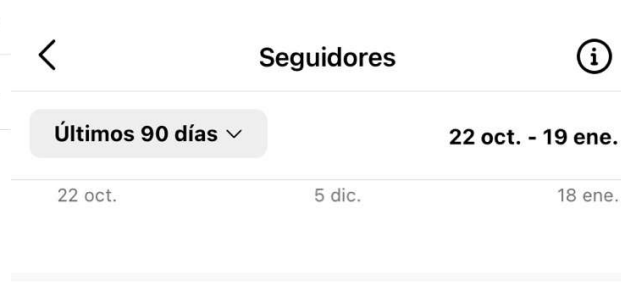 Seguidores
Últimos 90 días 22 oct. - 19 ene.
22 oct. 5 dic. 18 ene.